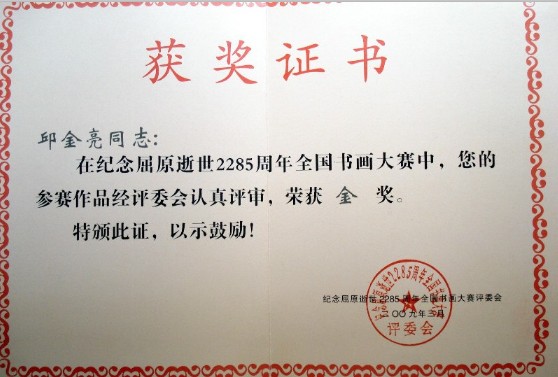 获奖证书
邱金亮同志:
在纪念屈原逝世2285周年全国书画大赛中，您的
参赛作品经评委会认真评审，荣获 金 奖。
特颁此证，以示鼓励!
纪念屈原逝世2285周年全国书画大赛评委会
〇〇九年三月
评委会